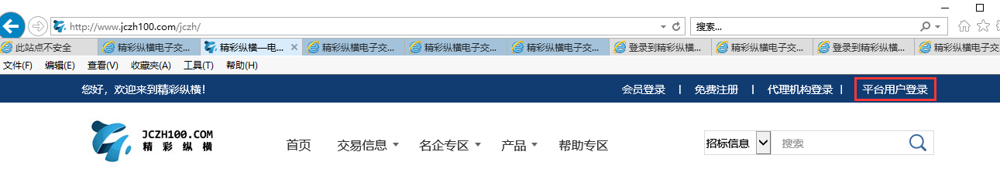 http://www.jczh100.com/jczh/ 搜索...
此站点不安全 精彩纵横电子交... 精彩纵横—电... 精彩纵横电子交... 精彩纵横电子交... 精彩纵横电子交... 登录到精彩纵横... 精彩纵横电子交... 登录到精彩纵横... 精彩纵横电子交
文件(F) 编辑(E) 查看(V) 收藏夹(A) 工具(T) 帮助(H)
您好，欢迎来到精彩纵横！ 会员登录 | 免费注册 | 代理机构登录 | 平台用户登录
JCZH100.COM
精彩纵横
首页 交易信息 名企专区 产品 帮助专区 招标信息 搜索